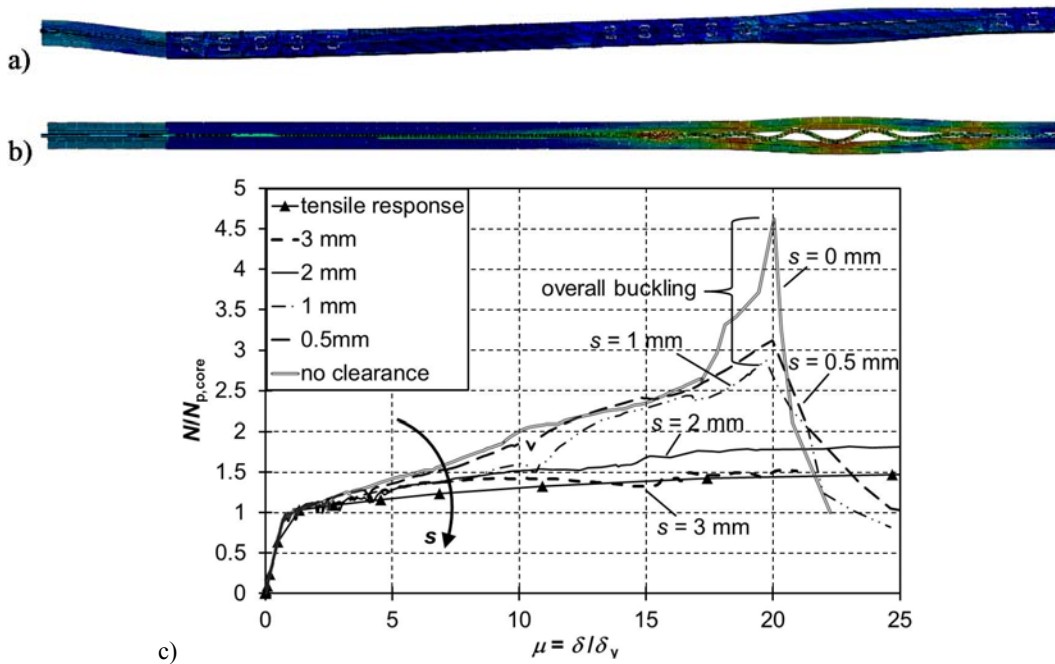 a)
b)
5
4.5
4
3.5
3
2.5
2
1.5
1
0.5
0
N/Np,core
tensile response
3 mm
2 mm
1 mm
0.5mm
no clearance
overall buckling
s = 0 mm
s = 1 mm
s = 0.5 mm
s = 2 mm
s = 3 mm
s
0 5 10 15 20 25
μ = δ/δy
c)